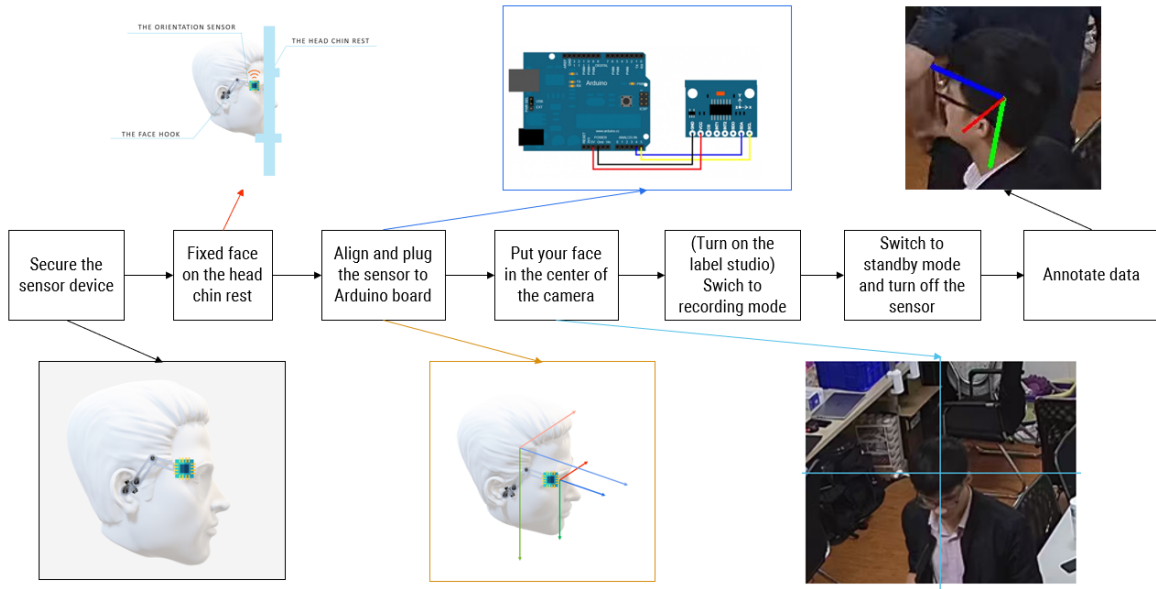 THE ORIENTATION SENSOR
THE HEAD CHIN REST
THE FACE HOOK
Arduino
Secure the
sensor device
Fixed face
on the head
chin rest
Align and plug
the sensor to
Arduino board
Put your face
in the center of
the camera
(Turn on the
label studio)
Swich to
recording mode
Switch to
standby mode
and turn off the
sensor
Annotate data